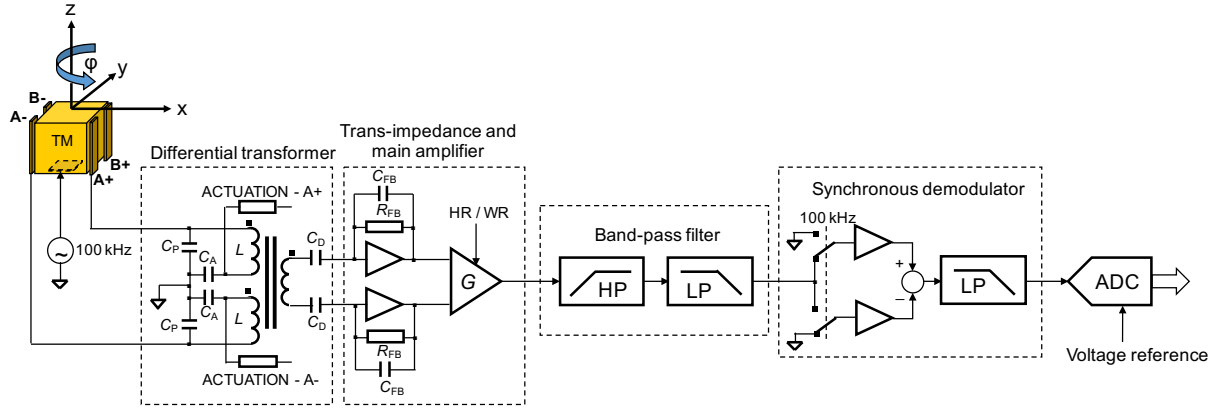 z
φ
y
x
B-
A-
TM
B+
A+
100 kHz
~
Differential transformer
ACTUATION - A+
C_P
C_A
L
C_P
C_A
L
C_D
C_D
ACTUATION - A-
Trans-impedance and
main amplifier
C_FB
R_FB
HR / WR
G
R_FB
C_FB
Band-pass filter
HP
LP
Synchronous demodulator
100 kHz
+
–
LP
ADC
Voltage reference